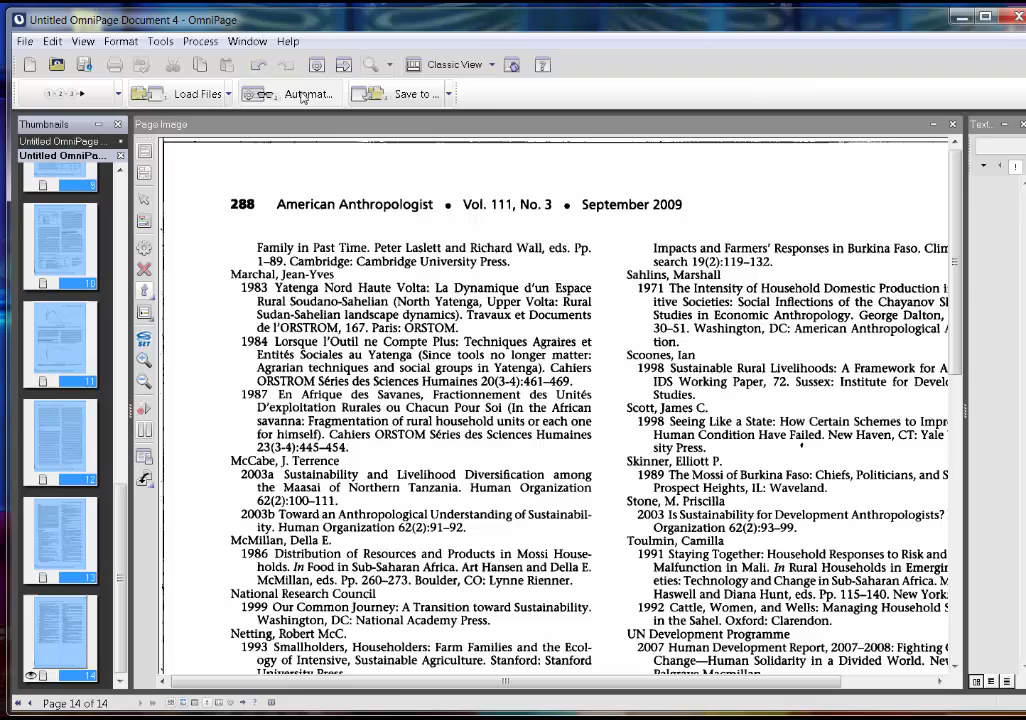 Untitled OmniPage Document 4 - OmniPage
File Edit View Format Tools Process Window Help
Classic View
1-2-3 Load Files Automat... Save to ...
Thumbnails
Page Image
Text...
Untitled OmniPage ...
Untitled OmniPa...
9
10
11
12
13
14
288 American Anthropologist • Vol. 111, No. 3 • September 2009
Family in Past Time. Peter Laslett and Richard Wall, eds. Pp.
1–89. Cambridge: Cambridge University Press.
Marchal, Jean-Yves
1983 Yatenga Nord Haute Volta: La Dynamique d'un Espace
Rural Soudano-Sahelian (North Yatenga, Upper Volta: Rural
Sudan-Sahelian landscape dynamics). Travaux et Documents
de l'ORSTROM, 167. Paris: ORSTOM.
1984 Lorsque l'Outil ne Compte Plus: Techniques Agraires et
Entités Sociales au Yatenga (Since tools no longer matter:
Agrarian techniques and social groups in Yatenga). Cahiers
ORSTROM Séries des Sciences Humaines 20(3-4):461–469.
1987 En Afrique des Savanes, Fractionnement des Unités
D'exploitation Rurales ou Chacun Pour Soi (In the African
savanna: Fragmentation of rural household units or each one
for himself). Cahiers ORSTOM Séries des Sciences Humaines
23(3-4):445–454.
McCabe, J. Terrence
2003a Sustainability and Livelihood Diversification among
the Maasai of Northern Tanzania. Human Organization
62(2):100–111.
2003b Toward an Anthropological Understanding of Sustainabil-
ity. Human Organization 62(2):91–92.
McMillan, Della E.
1986 Distribution of Resources and Products in Mossi House-
holds. In Food in Sub-Saharan Africa. Art Hansen and Della E.
McMillan, eds. Pp. 260–273. Boulder, CO: Lynne Rienner.
National Research Council
1999 Our Common Journey: A Transition toward Sustainability.
Washington, DC: National Academy Press.
Netting, Robert McC.
1993 Smallholders, Householders: Farm Families and the Ecol-
ogy of Intensive, Sustainable Agriculture. Stanford: Stanford
University Press.
Impacts and Farmers' Responses in Burkina Faso. Clim
search 19(2):119–132.
Sahlins, Marshall
1971 The Intensity of Household Domestic Production i
itive Societies: Social Inflections of the Chayanov Sl
Studies in Economic Anthropology. George Dalton,
30–51. Washington, DC: American Anthropological
tion.
Scoones, Ian
1998 Sustainable Rural Livelihoods: A Framework for A
IDS Working Paper, 72. Sussex: Institute for Develo
Studies.
Scott, James C.
1998 Seeing Like a State: How Certain Schemes to Impr
Human Condition Have Failed. New Haven, CT: Yale
sity Press.
Skinner, Elliott P.
1989 The Mossi of Burkina Faso: Chiefs, Politicians, and S
Prospect Heights, IL: Waveland.
Stone, M. Priscilla
2003 Is Sustainability for Development Anthropologists?
Organization 62(2):93–99.
Toulmin, Camilla
1991 Staying Together: Household Responses to Risk and
Malfunction in Mali. In Rural Households in Emergin
eties: Technology and Change in Sub-Saharan Africa. M
Haswell and Diana Hunt, eds. Pp. 115–140. New York:
1992 Cattle, Women, and Wells: Managing Household S
in the Sahel. Oxford: Clarendon.
UN Development Programme
2007 Human Development Report, 2007–2008: Fighting
Change—Human Solidarity in a Divided World. Nev
Palgrave Macmillan.
Page 14 of 14